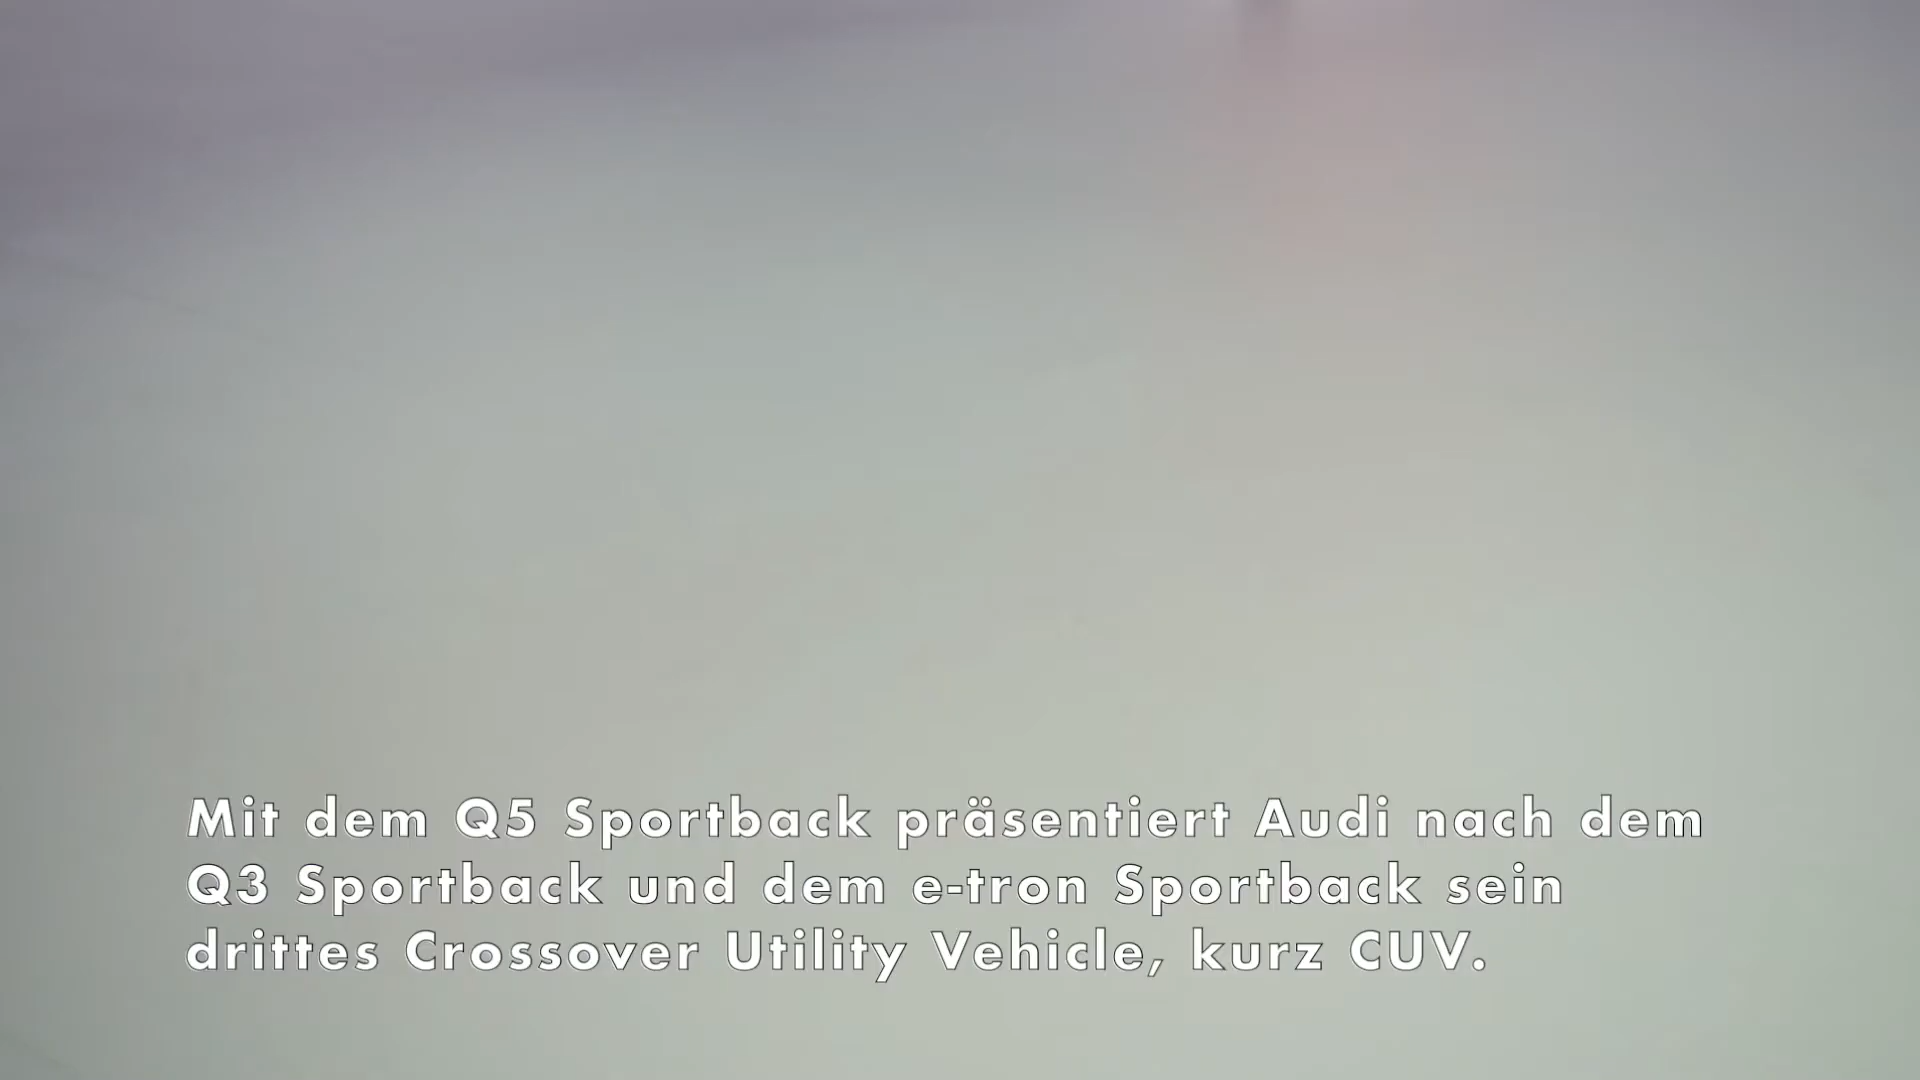 Mit dem Q5 Sportback präsentiert Audi nach dem
Q3 Sportback und dem e-tron Sportback sein
drittes Crossover Utility Vehicle, kurz CUV.